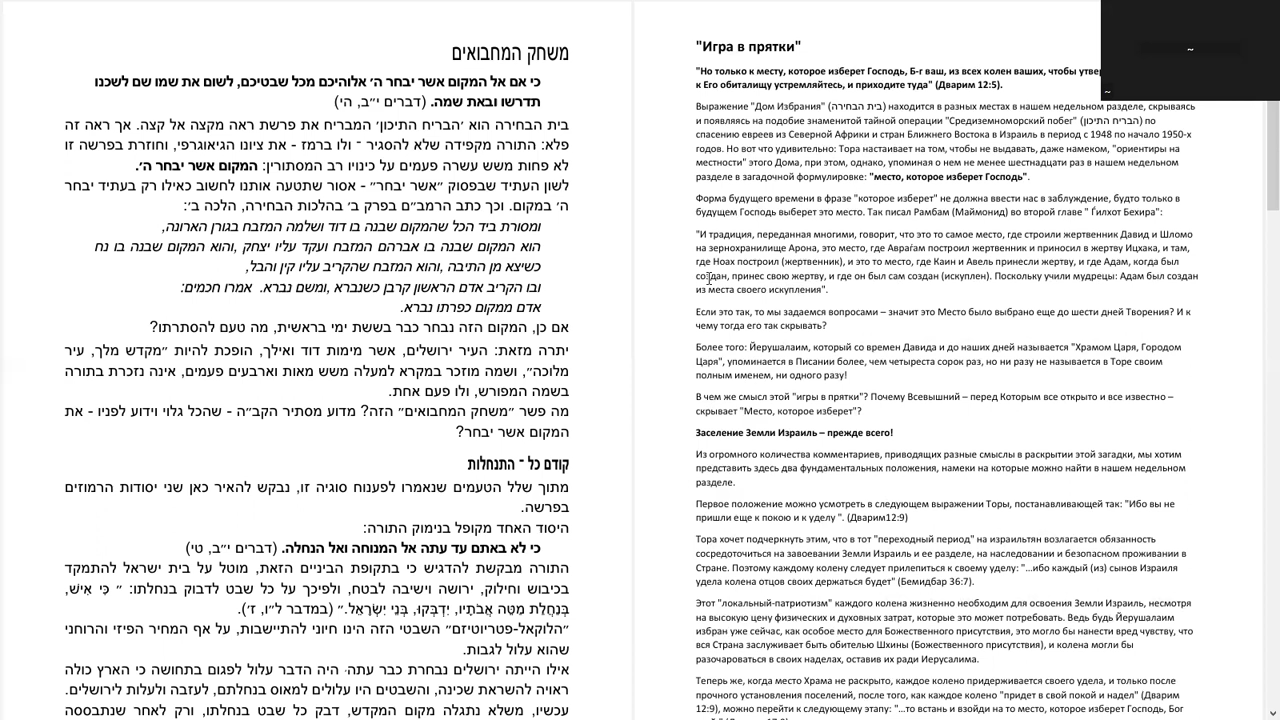 משחק המחבואים
כי אם אל המקום אשר יבחר ה׳ אלוהיכם מכל שבטיכם, לשום את שמו שם לשכנו
תדרשו ובאת שמה. (דברים י״ב, הי)
בית הבחירה הוא ׳הבריח התיכון׳ המבריח את פרשת ראה מקצה אל קצה. אך ראה זה
פלא: התורה מקפידה שלא להסגיר - ולו ברמז - את ציונו הגיאוגרפי, וחוזרת בפרשה זו
לא פחות משש עשרה פעמים על כינויו רב המסתורין: המקום אשר יבחר ה׳.
לשון העתיד שבפסוק ״אשר יבחר״ - אסור שתטעה אותנו לחשוב כאילו רק בעתיד יבחר
ה׳ במקום. וכך כתב הרמב״ם בפרק ב׳ בהלכות הבחירה, הלכה ב׳:
ומסורת ביד הכל שהמקום שבנה בו דוד ושלמה המזבח בגורן הארונה,
הוא המקום שבנה בו אברהם המזבח ועקד עליו יצחק ,והוא המקום שבנה בו נח
כשיצא מן התיבה ,והוא המזבח שהקריב עליו קין והבל,
ובו הקריב אדם הראשון קרבן כשנברא ,ומשם נברא. אמרו חכמים:
אדם ממקום כפרתו נברא.
אם כן, המקום הזה נבחר כבר בששת ימי בראשית, מה טעם להסתרתו?
יתרה מזאת: העיר ירושלים, אשר מימות דוד ואילך, הופכת להיות ״מקדש מלך, עיר
מלוכה״, ושמה מוזכר במקרא למעלה משש מאות וארבעים פעמים, אינה נזכרת בתורה
בשמה המפורש, ולו פעם אחת.
מה פשר ״משחק המחבואים״ הזה? מדוע מסתיר הקב״ה - שהכל גלוי וידוע לפניו - את
המקום אשר יבחר?
קודם כל - התנחלות
מתוך שלל הטעמים שנאמרו לפענוח סוגיה זו, נבקש להאיר כאן שני יסודות הרמוזים
בפרשה.
היסוד האחד מקופל בנימוק התורה:
כי לא באתם עד עתה אל המנוחה ואל הנחלה. (דברים י״ב, טי)
התורה מבקשת להדגיש כי בתקופת הביניים הזאת, מוטל על בית ישראל להתמקד
בכיבוש וחילוק, ירושה וישיבה לבטח, ולפיכך על כל שבט לדבוק בנחלתו: ״ כִּי אִישׁ,
בְּנַחֲלַת מַטֵּה אֲבֹתָיו, יִדְבְּקוּ, בְּנֵי יִשְׂרָאֵל.״ (במדבר ל״ו, ז׳).
״הלוקאל-פטריוטיזם״ השבטי הזה הינו חיוני להתיישבות, על אף המחיר הפיזי והרוחני
שהוא עלול לגבות.
אילו הייתה ירושלים נבחרת כבר עתה, היה הדבר עלול לפגום בתחושה כי הארץ כולה
ראויה להשראת שכינה, והשבטים היו עלולים למאוס בנחלתם, לעזבה ולעלות לירושלים.
עכשיו, משלא נתגלה מקום המקדש, דבק כל שבט בנחלתו, ורק לאחר שנתבססה
"Игра в прятки"
"Но только к месту, которое изберет Господь, Б-г ваш, из всех колен ваших, чтобы утвер
к Его обиталищу устремляйтесь, и приходите туда" (Дварим 12:5).
Выражение "Дом Избрания" (בית הבחירה) находится в разных местах в нашем недельном разделе, скрываясь
и появляясь на подобие знаменитой тайной операции "Средиземноморский побег" (הבריח התיכון) по
спасению евреев из Северной Африки и стран Ближнего Востока в Израиль в период с 1948 по начало 1950-х
годов. Но вот что удивительно: Тора настаивает на том, чтобы не выдавать, даже намеком, "ориентиры на
местности" этого Дома, при этом, однако, упоминая о нем не менее шестнадцати раз в нашем недельном
разделе в загадочной формулировке: "место, которое изберет Господь".
Форма будущего времени в фразе "которое изберет" не должна ввести нас в заблуждение, будто только в
будущем Господь выберет это место. Так писал Рамбам (Маймонид) во второй главе " Ѓилхот Бехира":
"И традиция, переданная многими, говорит, что это то самое место, где строили жертвенник Давид и Шломо
на зернохранилище Арона, это место, где Авраѓам построил жертвенник и приносил в жертву Ицхака, и там,
где Ноах построил (жертвенник), и это то место, где Каин и Авель принесли жертву, и где Адам, когда был
создан, принес свою жертву, и где он был сам создан (искуплен). Поскольку учили мудрецы: Адам был создан
из места своего искупления".
Если это так, то мы задаемся вопросами – значит это Место было выбрано еще до шести дней Творения? И к
чему тогда его так скрывать?
Более того: Йерушалаим, который со времен Давида и до наших дней называется "Храмом Царя, Городом
Царя", упоминается в Писании более, чем четыреста сорок раз, но ни разу не называется в Торе своим
полным именем, ни одного разу!
В чем же смысл этой "игры в прятки"? Почему Всевышний – перед Которым все открыто и все известно –
скрывает "Место, которое изберет"?
Заселение Земли Израиль – прежде всего!
Из огромного количества комментариев, приводящих разные смыслы в раскрытии этой загадки, мы хотим
представить здесь два фундаментальных положения, намеки на которые можно найти в нашем недельном
разделе.
Первое положение можно усмотреть в следующем выражении Торы, постанавливающей так: "Ибо вы не
пришли еще к покою и к уделу ". (Дварим12:9)
Тора хочет подчеркнуть этим, что в тот "переходный период" на израильтян возлагается обязанность
сосредоточиться на завоевании Земли Израиль и ее разделе, на наследовании и безопасном проживании в
Стране. Поэтому каждому колену следует прилепиться к своему уделу: "...ибо каждый (из) сынов Израиля
удела колена отцов своих держаться будет" (Бемидбар 36:7).
Этот "локальный-патриотизм" каждого колена жизненно необходим для освоения Земли Израиль, несмотря
на высокую цену физических и духовных затрат, которые это может потребовать. Ведь будь Йерушалаим
избран уже сейчас, как особое место для Божественного присутствия, это могло бы нанести вред чувству, что
вся Страна заслуживает быть обителью Шхины (Божественного присутствия), и колена могли бы
разочароваться в своих наделах, оставив их ради Иерусалима.
Теперь же, когда место Храма не раскрыто, каждое колено придерживается своего удела, и только после
прочного установления поселений, после того, как каждое колено "придет в свой покой и надел" (Дварим
12:9), можно перейти к следующему этапу: "...то встань и взойди на то место, которое изберет Господь, Бог
~
~